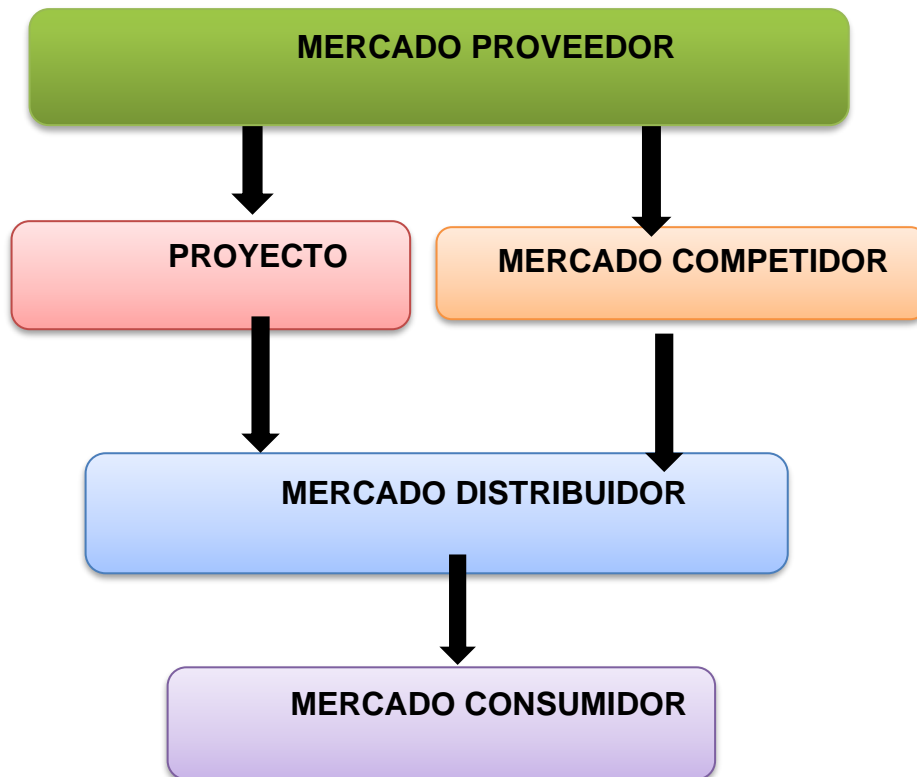 MERCADO PROVEEDOR
PROYECTO
MERCADO COMPETIDOR
MERCADO DISTRIBUIDOR
MERCADO CONSUMIDOR